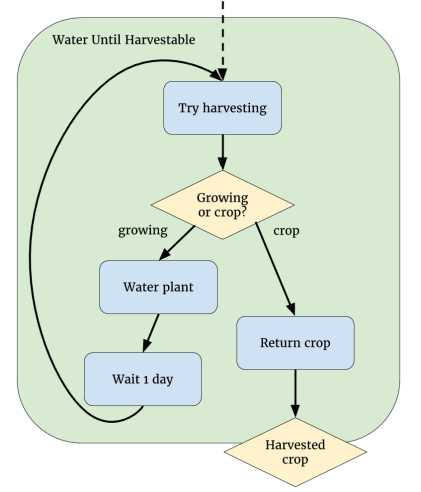 Water Until Harvestable
Try harvesting
Growing
or crop?
growing
crop
Water plant
Return crop
Wait 1 day
Harvested
crop